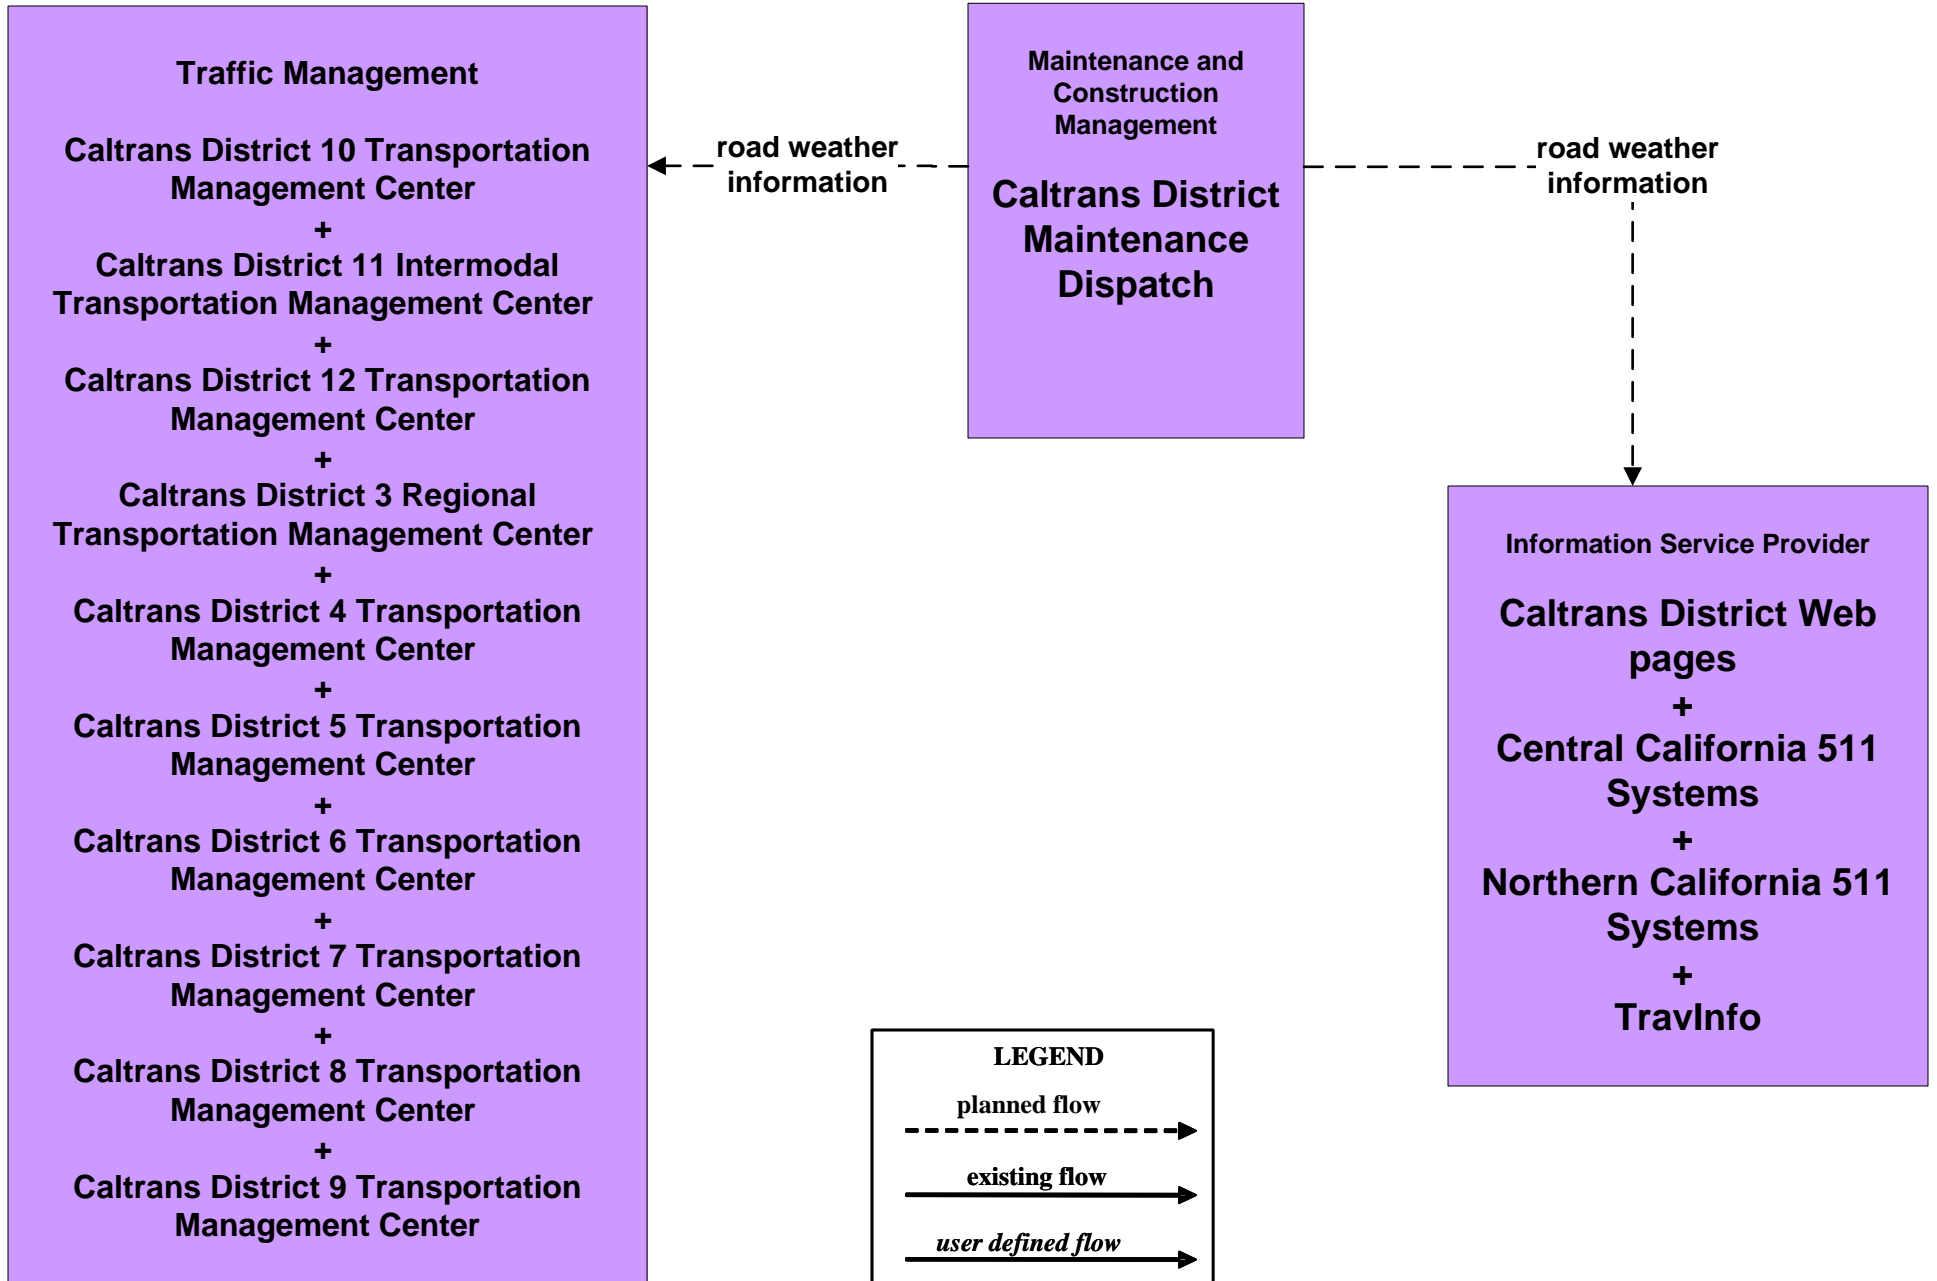 Traffic Management
Caltrans District 10 Transportation
Management Center
+
Caltrans District 11 Intermodal
Transportation Management Center
+
Caltrans District 12 Transportation
Management Center
+
Caltrans District 3 Regional
Transportation Management Center
+
Caltrans District 4 Transportation
Management Center
+
Caltrans District 5 Transportation
Management Center
+
Caltrans District 6 Transportation
Management Center
+
Caltrans District 7 Transportation
Management Center
+
Caltrans District 8 Transportation
Management Center
+
Caltrans District 9 Transportation
Management Center
road weather
information
Maintenance and
Construction
Management
Caltrans District
Maintenance
Dispatch
road weather
information
Information Service Provider
Caltrans District Web
pages
+
Central California 511
Systems
+
Northern California 511
Systems
+
TravInfo
LEGEND
planned flow
existing flow
user defined flow